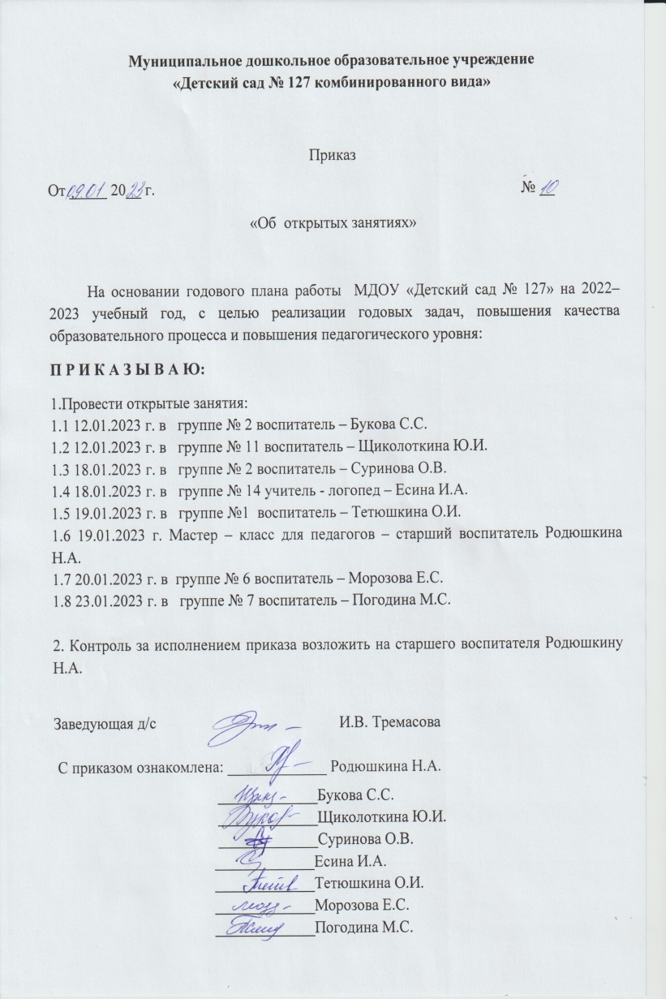 Муниципальное дошкольное образовательное учреждение
«Детский сад № 127 комбинированного вида»
Приказ
От 09.01 2023 г. № 10
«Об открытых занятиях»
На основании годового плана работы МДОУ «Детский сад № 127» на 2022–
2023 учебный год, с целью реализации годовых задач, повышения качества
образовательного процесса и повышения педагогического уровня:
П Р И К А З Ы В А Ю:
1.Провести открытые занятия:
1.1 12.01.2023 г. в группе № 2 воспитатель – Букова С.С.
1.2 12.01.2023 г. в группе № 11 воспитатель – Щиколоткина Ю.И.
1.3 18.01.2023 г. в группе № 2 воспитатель – Суринова О.В.
1.4 18.01.2023 г. в группе № 14 учитель - логопед – Есина И.А.
1.5 19.01.2023 г. в группе №1 воспитатель – Тетюшкина О.И.
1.6 19.01.2023 г. Мастер – класс для педагогов – старший воспитатель Родюшкина
Н.А.
1.7 20.01.2023 г. в группе № 6 воспитатель – Морозова Е.С.
1.8 23.01.2023 г. в группе № 7 воспитатель – Погодина М.С.
2. Контроль за исполнением приказа возложить на старшего воспитателя Родюшкину
Н.А.
Заведующая д/с И.В. Тремасова
С приказом ознакомлена: Родюшкина Н.А.
Букова С.С.
Щиколоткина Ю.И.
Суринова О.В.
Есина И.А.
Тетюшкина О.И.
Морозова Е.С.
Погодина М.С.